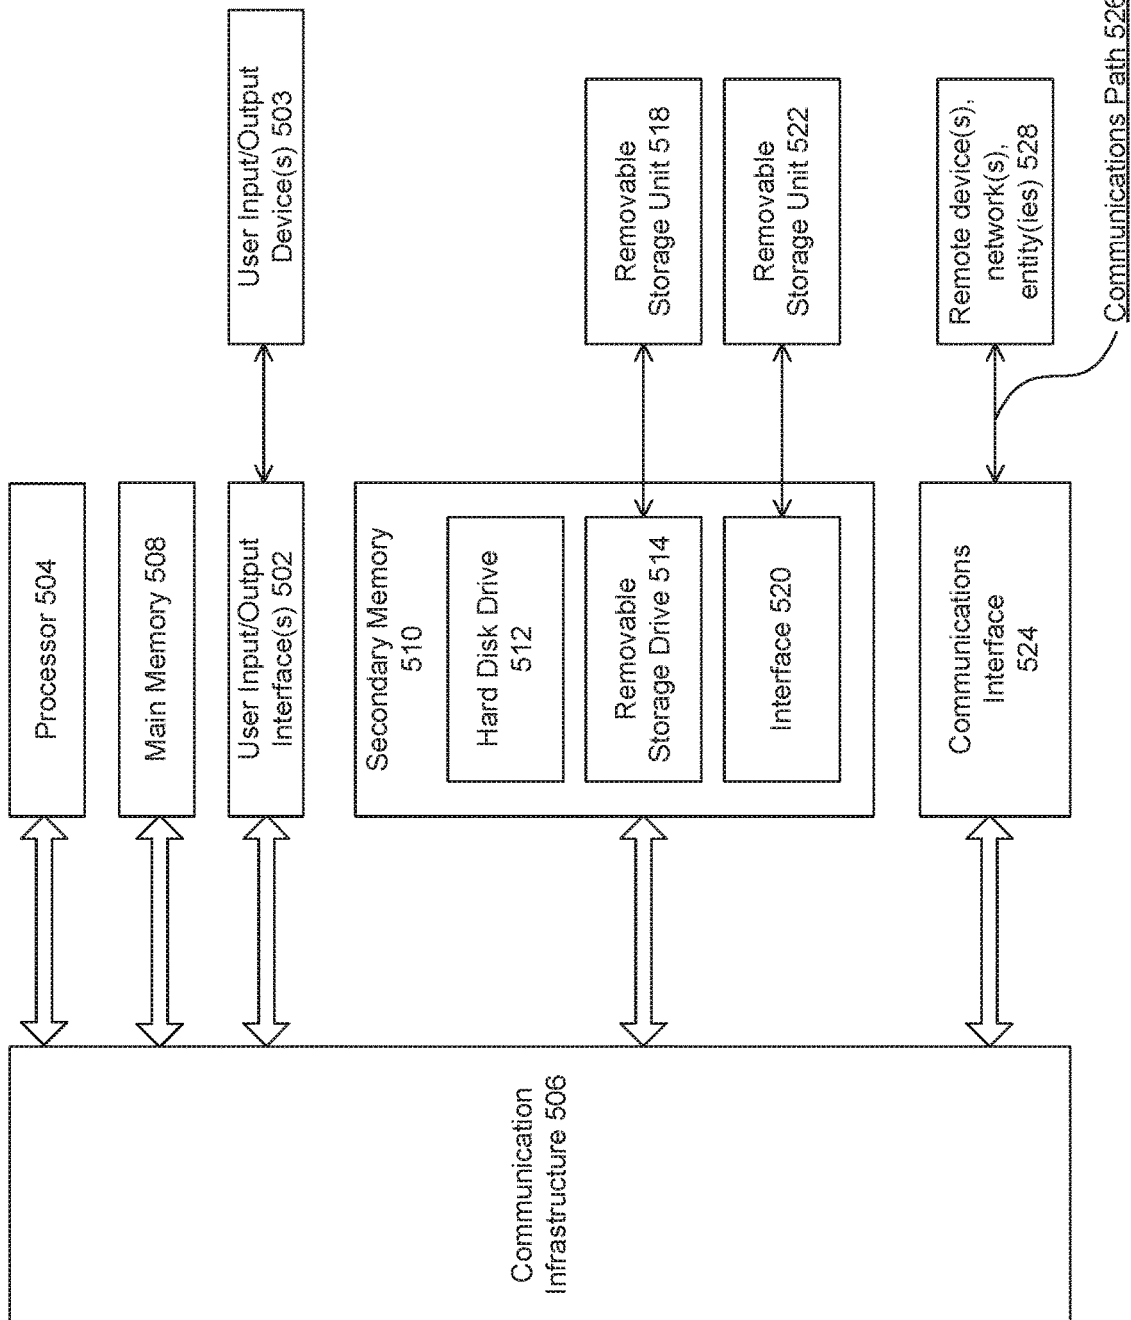 Processor 504
Main Memory 508
User Input/Output
Interface(s) 502
User Input/Output
Device(s) 503
Communication
Infrastructure 506
Secondary Memory
510
Hard Disk Drive
512
Removable
Storage Drive 514
Interface 520
Removable
Storage Unit 518
Removable
Storage Unit 522
Communications
Interface
524
Remote device(s),
network(s),
entity(ies) 528
Communications Path 526